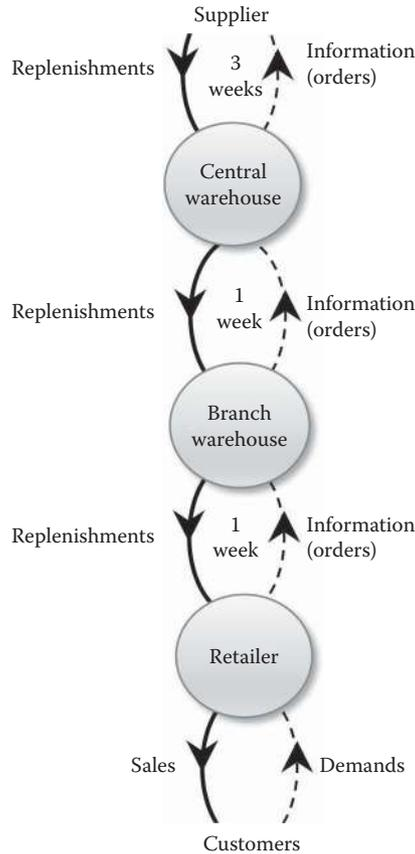 Supplier
Replenishments
3
weeks
Information
(orders)
Central
warehouse
Replenishments
1
week
Information
(orders)
Branch
warehouse
Replenishments
1
week
Information
(orders)
Retailer
Sales
Demands
Customers